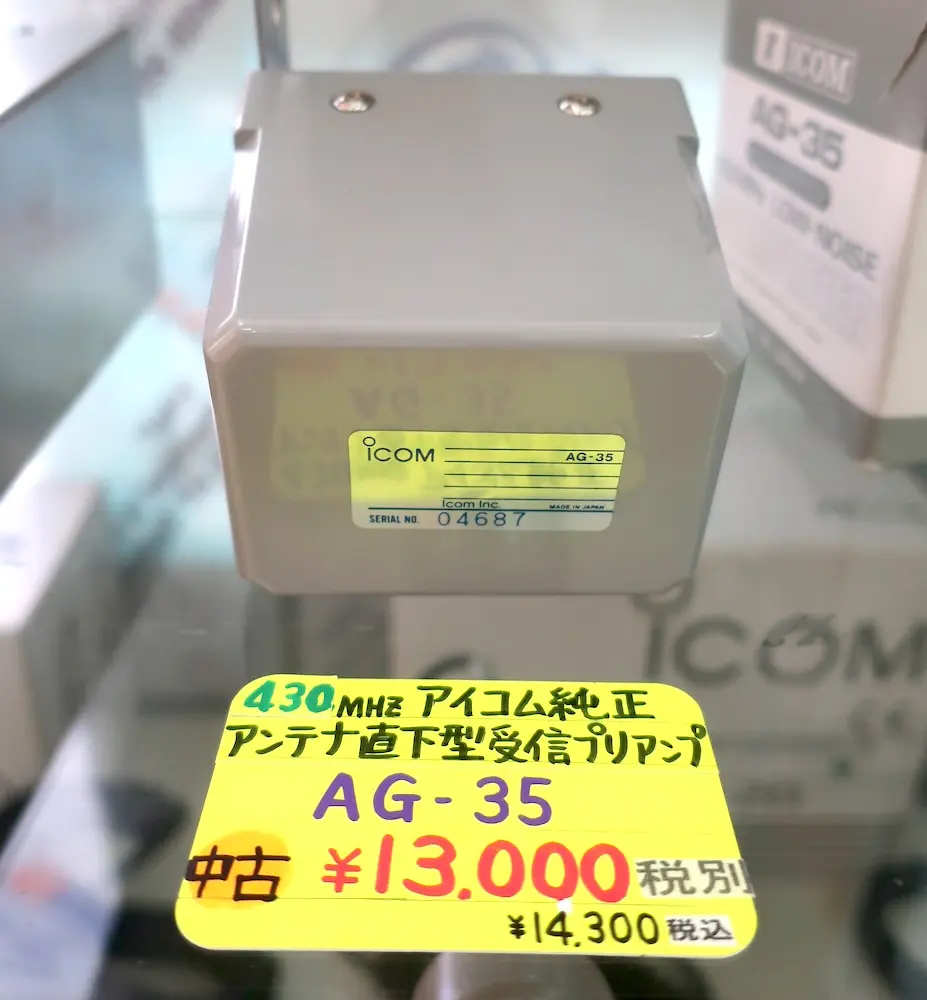 ICOM
AG-35
LOW-NOISE
AG-35
iCOM
AG-35
Icom Inc.
MADE IN JAPAN
SERIAL NO. 04687
iCOM
430MHz アイコム純正
アンテナ直下型受信プリアンプ
AG-35
中古 ¥13.000 税別
¥14,300 税込